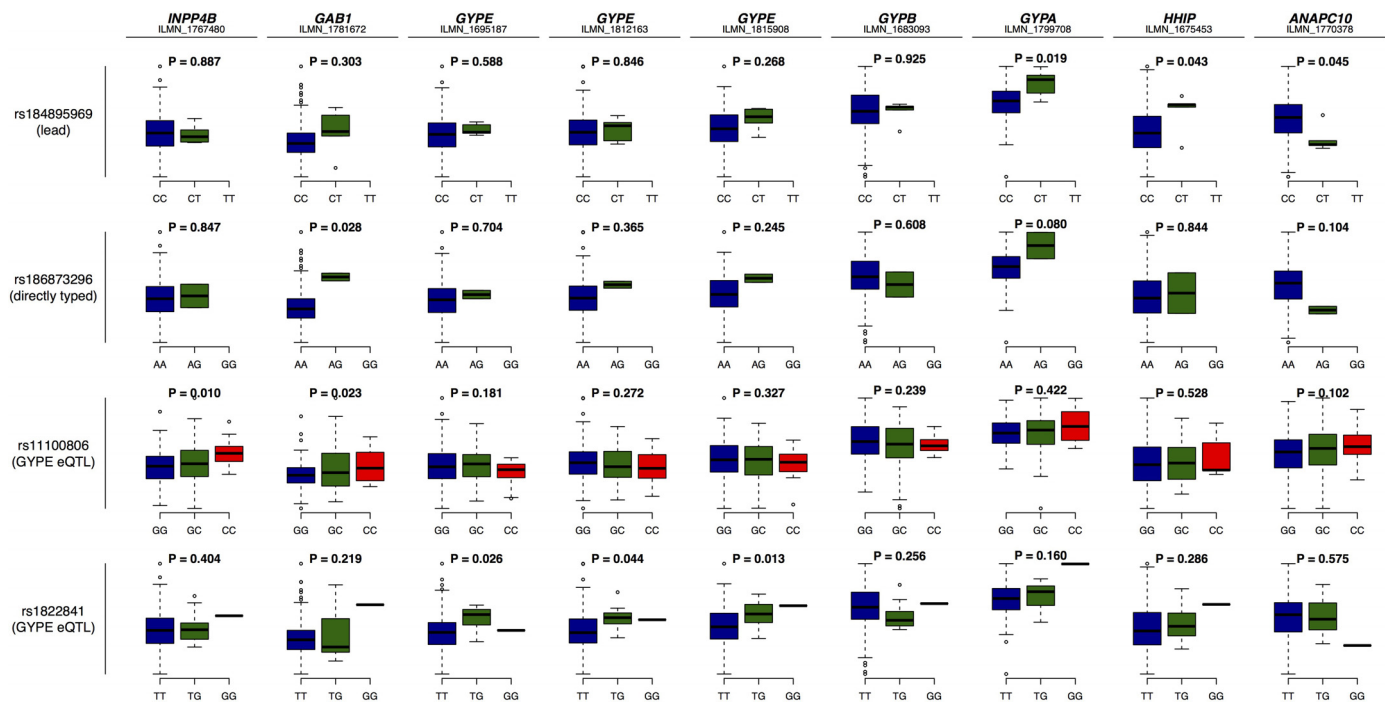 INPP4B GAB1 GYPE GYPE GYPE GYPB GYPA HHIP ANAPC10
ILMN_1767480 ILMN_1781672 ILMN_1695187 ILMN_1812163 ILMN_1815908 ILMN_1683093 ILMN_1799708 ILMN_1675453 ILMN_1770378
P = 0.887 P = 0.303 P = 0.588 P = 0.846 P = 0.268 P = 0.925 P = 0.019 P = 0.043 P = 0.045
rs184895969
(lead)
CC CT TT CC CT TT CC CT TT CC CT TT CC CT TT CC CT TT CC CT TT CC CT TT CC CT TT
P = 0.847 P = 0.028 P = 0.704 P = 0.365 P = 0.245 P = 0.608 P = 0.080 P = 0.844 P = 0.104
rs186873296
(directly typed)
AA AG GG AA AG GG AA AG GG AA AG GG AA AG GG AA AG GG AA AG GG AA AG GG AA AG GG
P = 0.010 P = 0.023 P = 0.181 P = 0.272 P = 0.327 P = 0.239 P = 0.422 P = 0.528 P = 0.102
rs11100806
(GYPE eQTL)
GG GC CC GG GC CC GG GC CC GG GC CC GG GC CC GG GC CC GG GC CC GG GC CC GG GC CC
P = 0.404 P = 0.219 P = 0.026 P = 0.044 P = 0.013 P = 0.256 P = 0.160 P = 0.286 P = 0.575
rs1822841
(GYPE eQTL)
TT TG GG TT TG GG TT TG GG TT TG GG TT TG GG TT TG GG TT TG GG TT TG GG TT TG GG